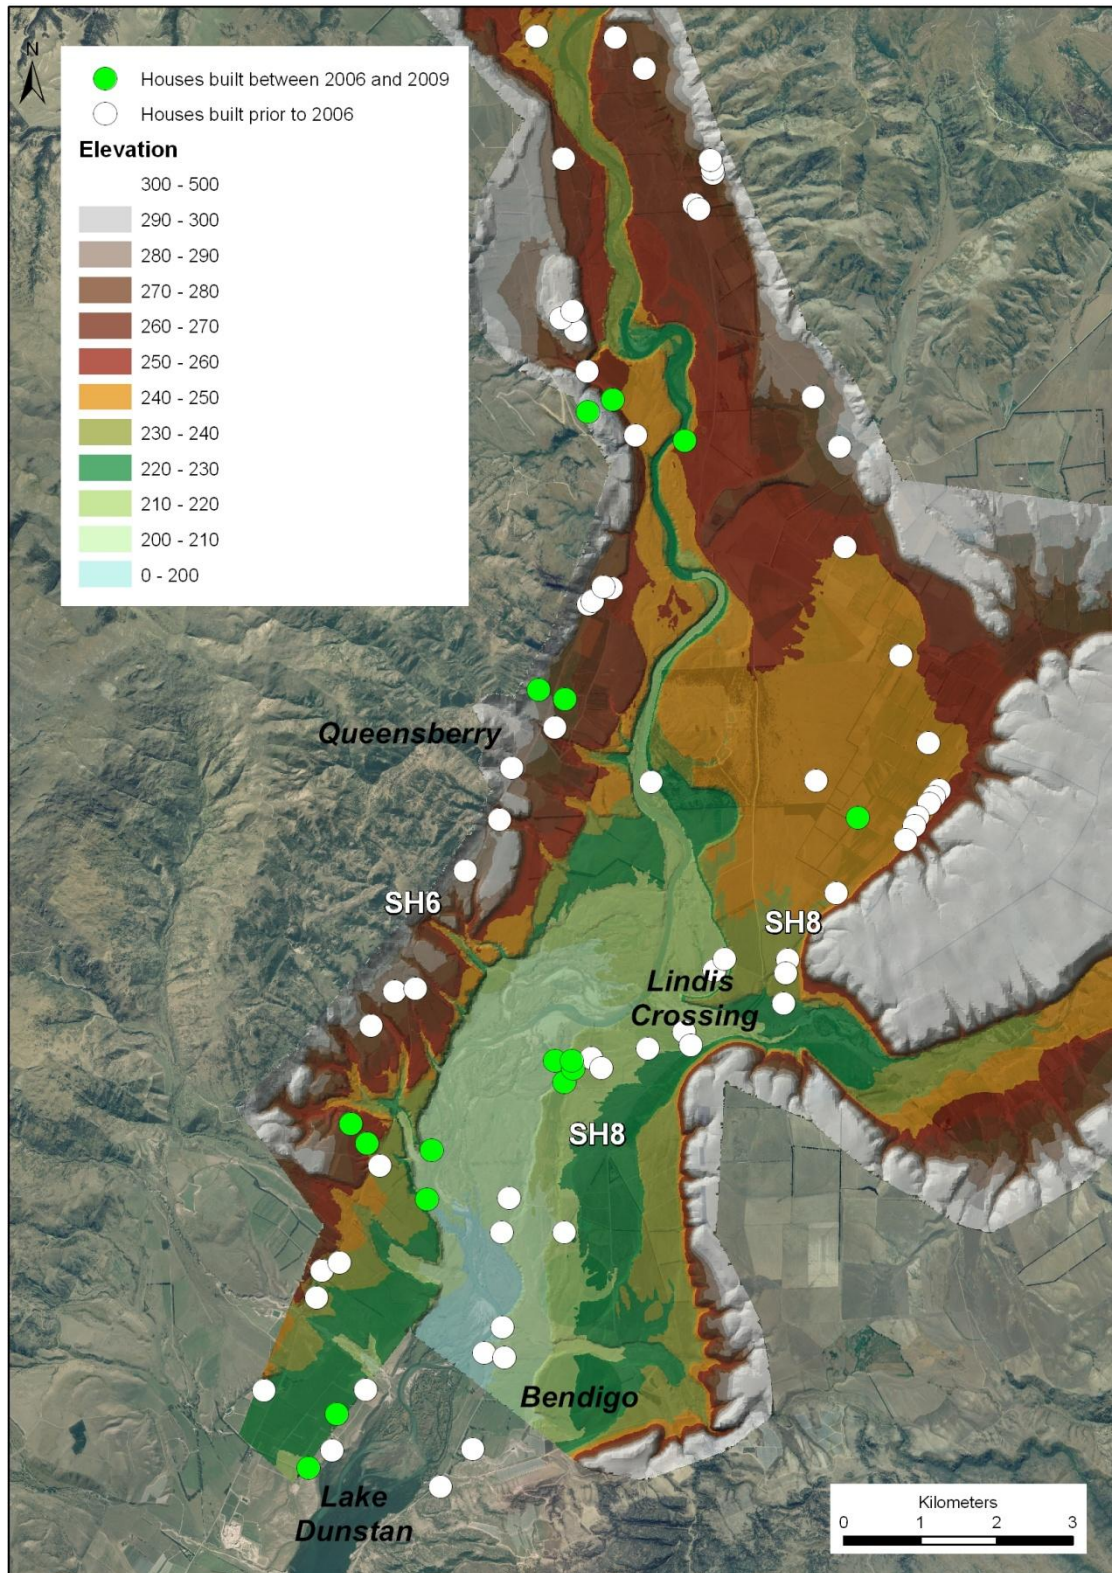 N
Houses built between 2006 and 2009
Houses built prior to 2006
Elevation
300 - 500
290 - 300
280 - 290
270 - 280
260 - 270
250 - 260
240 - 250
230 - 240
220 - 230
210 - 220
200 - 210
0 - 200
Queensberry
SH6
SH8
Lindis
Crossing
SH8
Bendigo
Lake
Dunstan
Kilometers
0 1 2 3